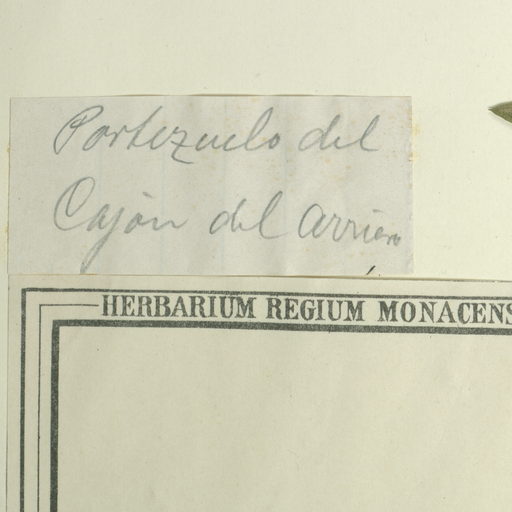 Portezuelo del
Cajón del arriero
HERBARIUM REGIUM MONACENS